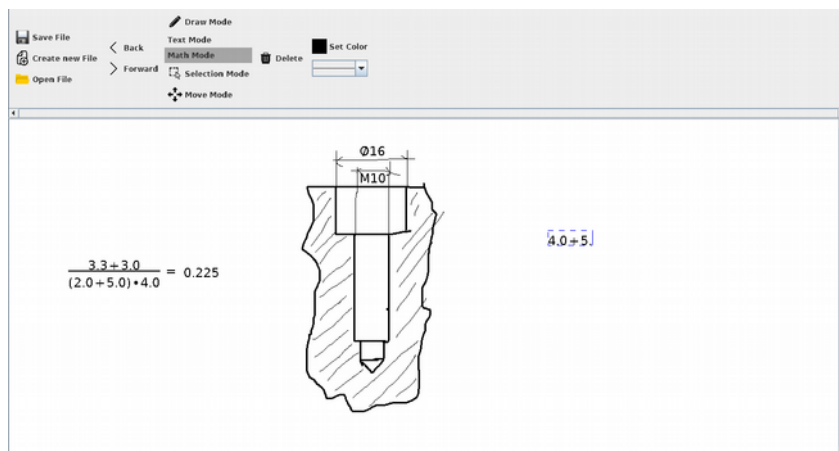 Save File
Create new File
Open File
Back
Forward
Draw Mode
Text Mode
Math Mode
Selection Mode
Move Mode
Delete
Set Color
Ø16
M10
3.3+3.0
(2.0+5.0)•4.0
= 0.225
4.0+5.